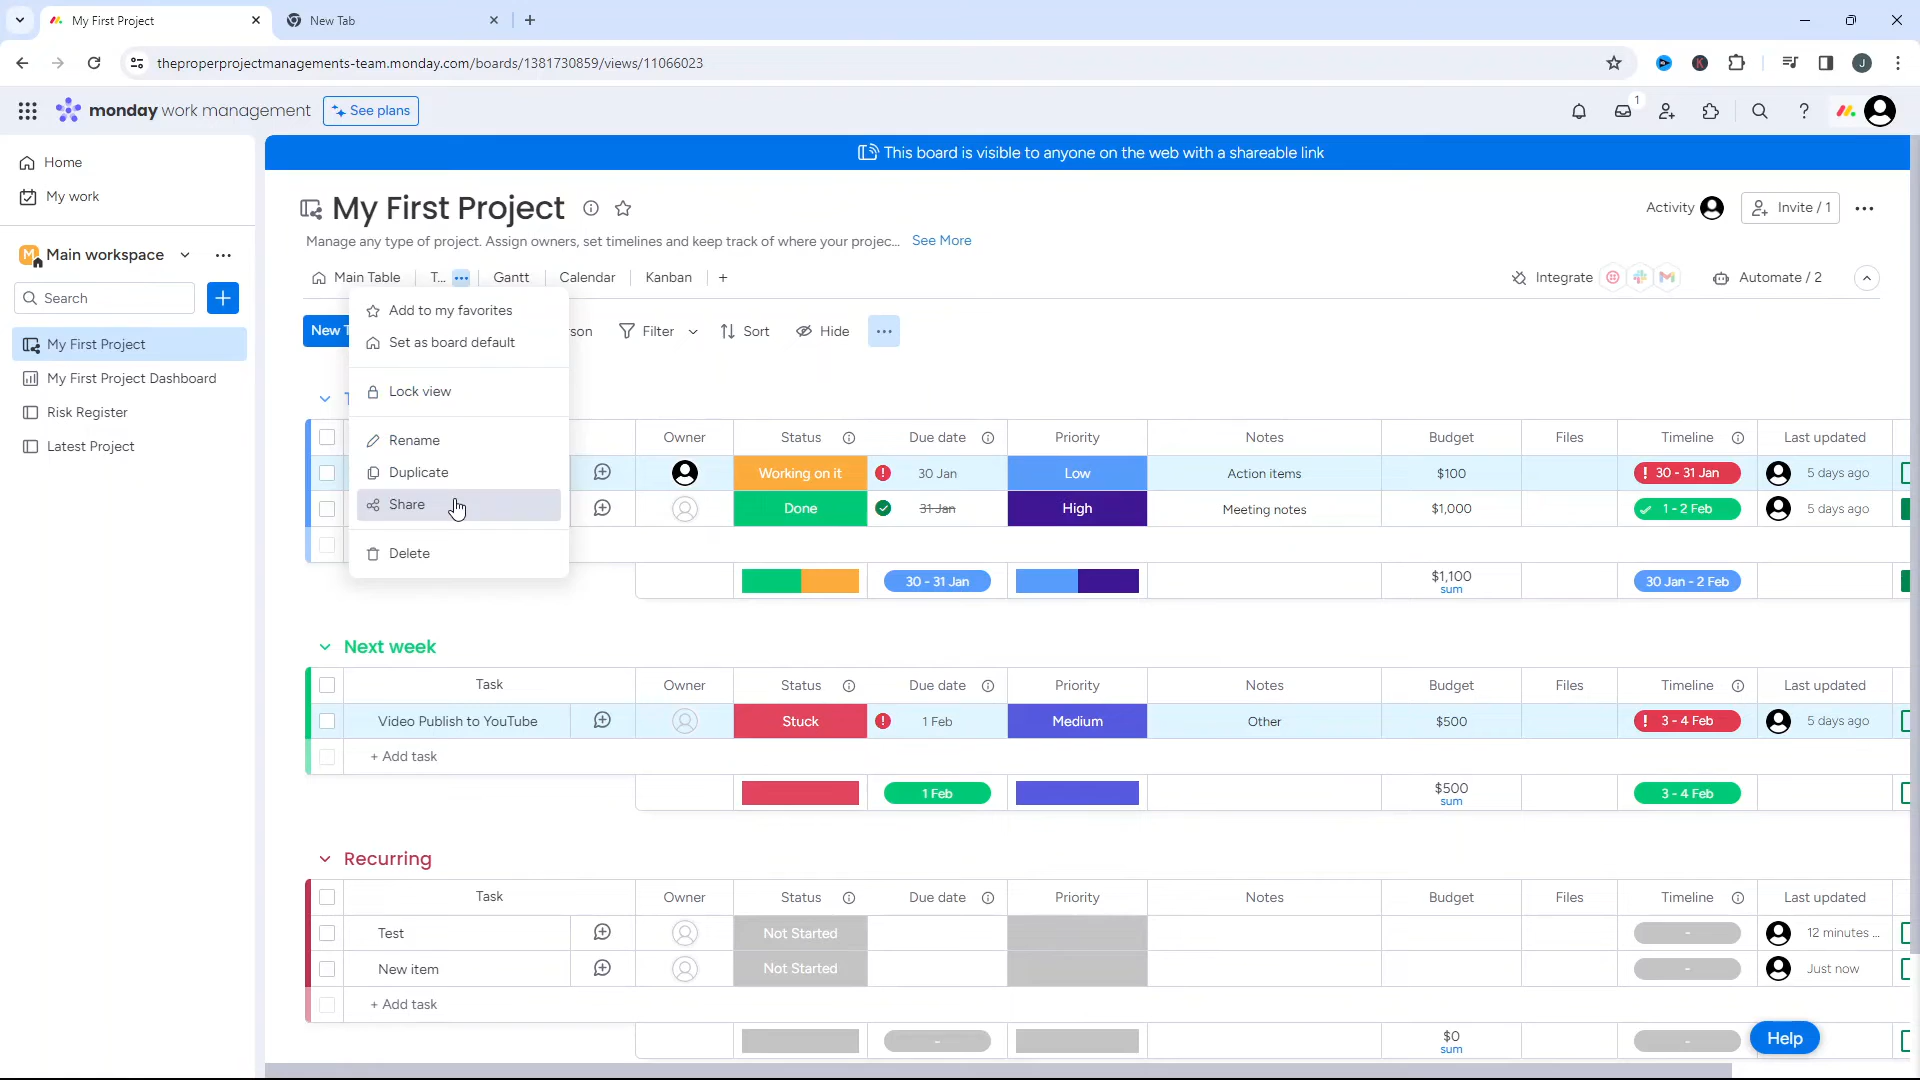 My First Project
New Tab
theproperprojectmanagements-team.monday.com/boards/1381730859/views/11066023
J
monday work management
See plans
1
Home
My work
M
Main workspace
Search
My First Project
My First Project Dashboard
Risk Register
Latest Project
This board is visible to anyone on the web with a shareable link
My First Project
Activity
Invite / 1
Manage any type of project. Assign owners, set timelines and keep track of where your projec... See More
Main Table
T...
Gantt
Calendar
Kanban
Integrate
Automate / 2
Filter
Sort
Hide
Add to my favorites
Set as board default
Lock view
Rename
Duplicate
Share
Delete
Owner Status Due date Priority Notes Budget Files Timeline Last updated
Working on it 30 Jan Low Action items $100 30 - 31 Jan 5 days ago
Done 31 Jan High Meeting notes $1,000 1 - 2 Feb 5 days ago
30 - 31 Jan $1,100 30 Jan - 2 Feb
sum
Next week
Task Owner Status Due date Priority Notes Budget Files Timeline Last updated
Video Publish to YouTube Stuck 1 Feb Medium Other $500 3 - 4 Feb 5 days ago
+ Add task
1 Feb $500 3 - 4 Feb
sum
Recurring
Task Owner Status Due date Priority Notes Budget Files Timeline Last updated
Test Not Started - 12 minutes ...
New item Not Started - Just now
+ Add task
- $0 -
sum
Help